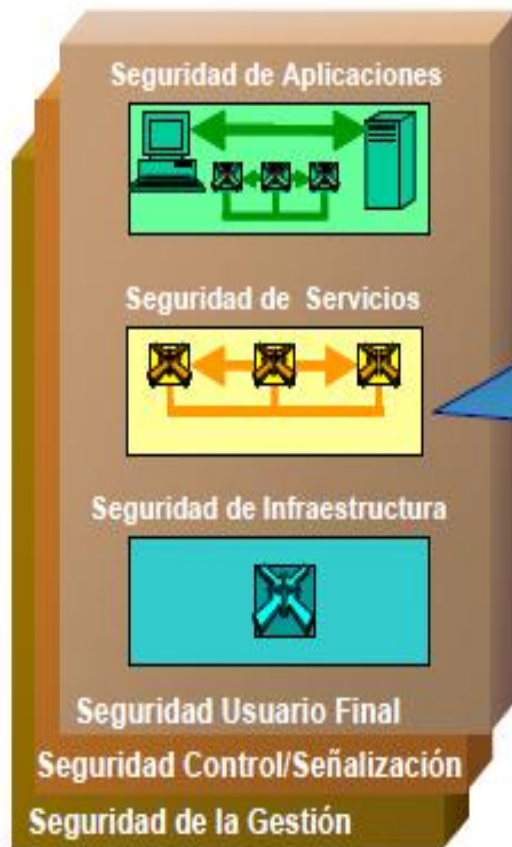 Seguridad de Aplicaciones
Seguridad de Servicios
Seguridad de Infraestructura
Seguridad Usuario Final
Seguridad Control/Señalización
Seguridad de la Gestión